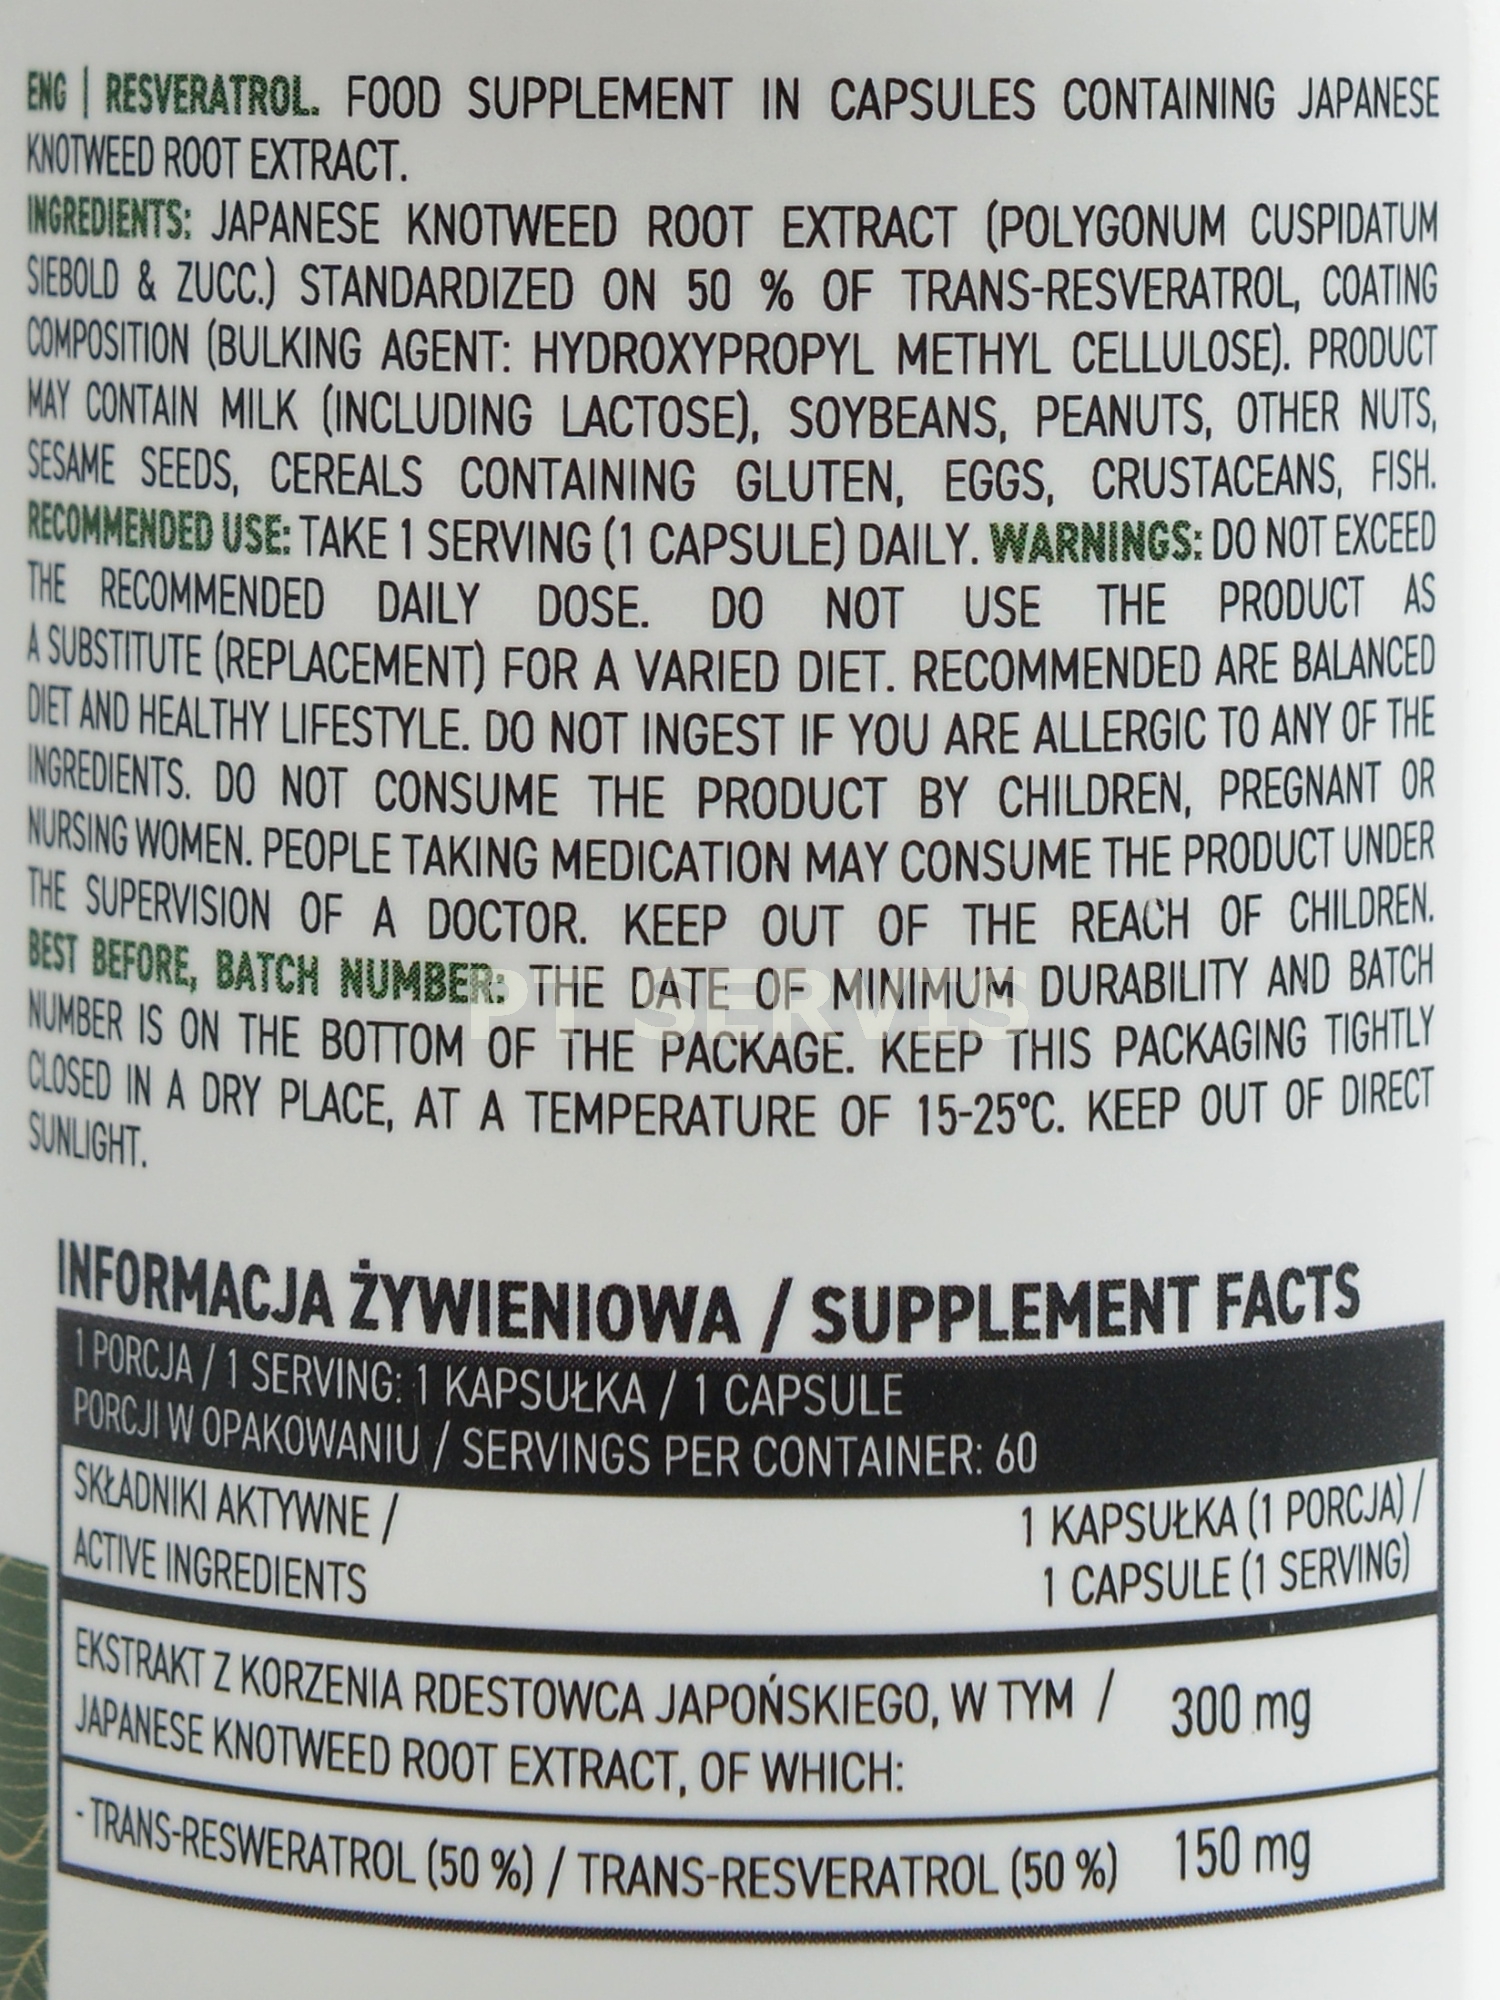 ENG | RESVERATROL. FOOD SUPPLEMENT IN CAPSULES CONTAINING JAPANESE
KNOTWEED ROOT EXTRACT.
INGREDIENTS: JAPANESE KNOTWEED ROOT EXTRACT (POLYGONUM CUSPIDATUM
SIEBOLD & ZUCC.) STANDARDIZED ON 50 % OF TRANS-RESVERATROL, COATING
COMPOSITION (BULKING AGENT: HYDROXYPROPYL METHYL CELLULOSE). PRODUCT
MAY CONTAIN MILK (INCLUDING LACTOSE), SOYBEANS, PEANUTS, OTHER NUTS,
SESAME SEEDS, CEREALS CONTAINING GLUTEN, EGGS, CRUSTACEANS, FISH.
RECOMMENDED USE: TAKE 1 SERVING (1 CAPSULE) DAILY. WARNINGS: DO NOT EXCEED
THE RECOMMENDED DAILY DOSE. DO NOT USE THE PRODUCT AS
A SUBSTITUTE (REPLACEMENT) FOR A VARIED DIET. RECOMMENDED ARE BALANCED
DIET AND HEALTHY LIFESTYLE. DO NOT INGEST IF YOU ARE ALLERGIC TO ANY OF THE
INGREDIENTS. DO NOT CONSUME THE PRODUCT BY CHILDREN, PREGNANT OR
NURSING WOMEN. PEOPLE TAKING MEDICATION MAY CONSUME THE PRODUCT UNDER
THE SUPERVISION OF A DOCTOR. KEEP OUT OF THE REACH OF CHILDREN.
BEST BEFORE, BATCH NUMBER: THE DATE OF MINIMUM DURABILITY AND BATCH
PT SERVIS
NUMBER IS ON THE BOTTOM OF THE PACKAGE. KEEP THIS PACKAGING TIGHTLY
CLOSED IN A DRY PLACE, AT A TEMPERATURE OF 15-25°C. KEEP OUT OF DIRECT
SUNLIGHT.
INFORMACJA ŻYWIENIOWA / SUPPLEMENT FACTS
1 PORCJA / 1 SERVING: 1 KAPSUŁKA / 1 CAPSULE
PORCJI W OPAKOWANIU / SERVINGS PER CONTAINER: 60
SKŁADNIKI AKTYWNE /
ACTIVE INGREDIENTS
1 KAPSUŁKA (1 PORCJA) /
1 CAPSULE (1 SERVING)
EKSTRAKT Z KORZENIA RDESTOWCA JAPOŃSKIEGO, W TYM /
JAPANESE KNOTWEED ROOT EXTRACT, OF WHICH:
300 mg
- TRANS-RESWERATROL (50 %) / TRANS-RESVERATROL (50 %) 150 mg